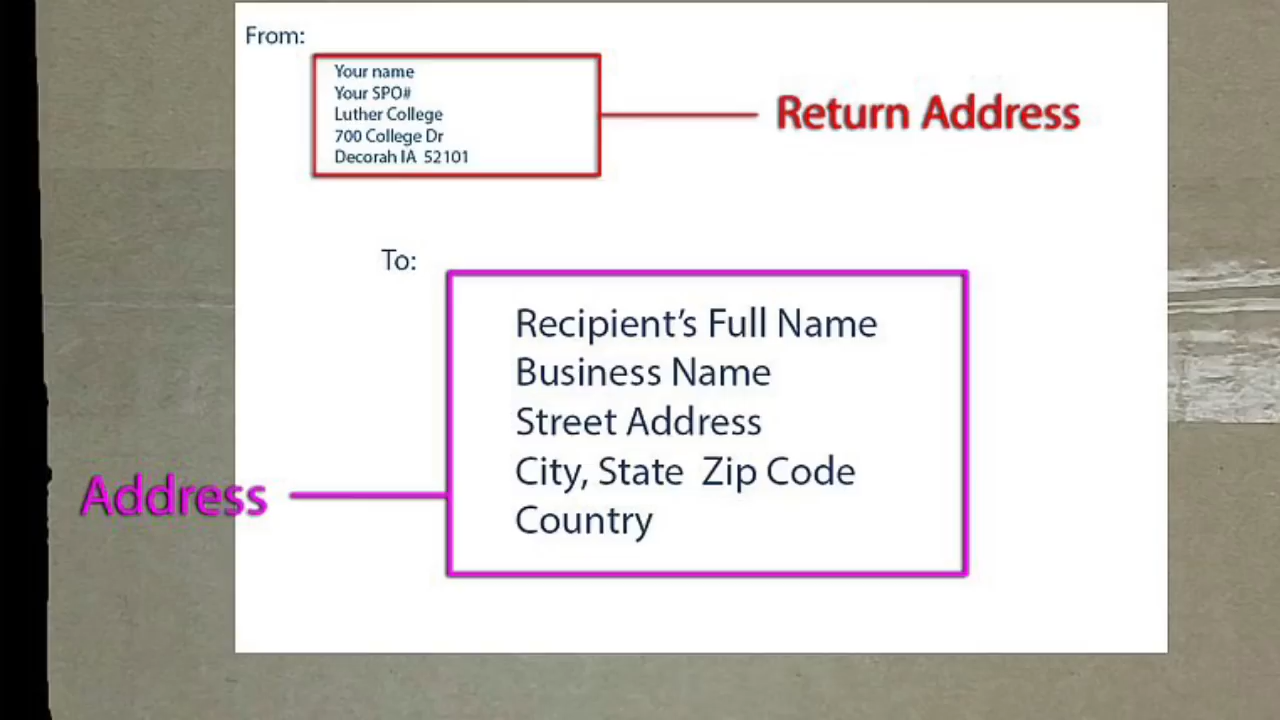 From:
Your name
Your SPO#
Luther College
700 College Dr
Decorah IA  52101
Return Address
To:
Recipient's Full Name
Business Name
Street Address
City, State  Zip Code
Country
Address